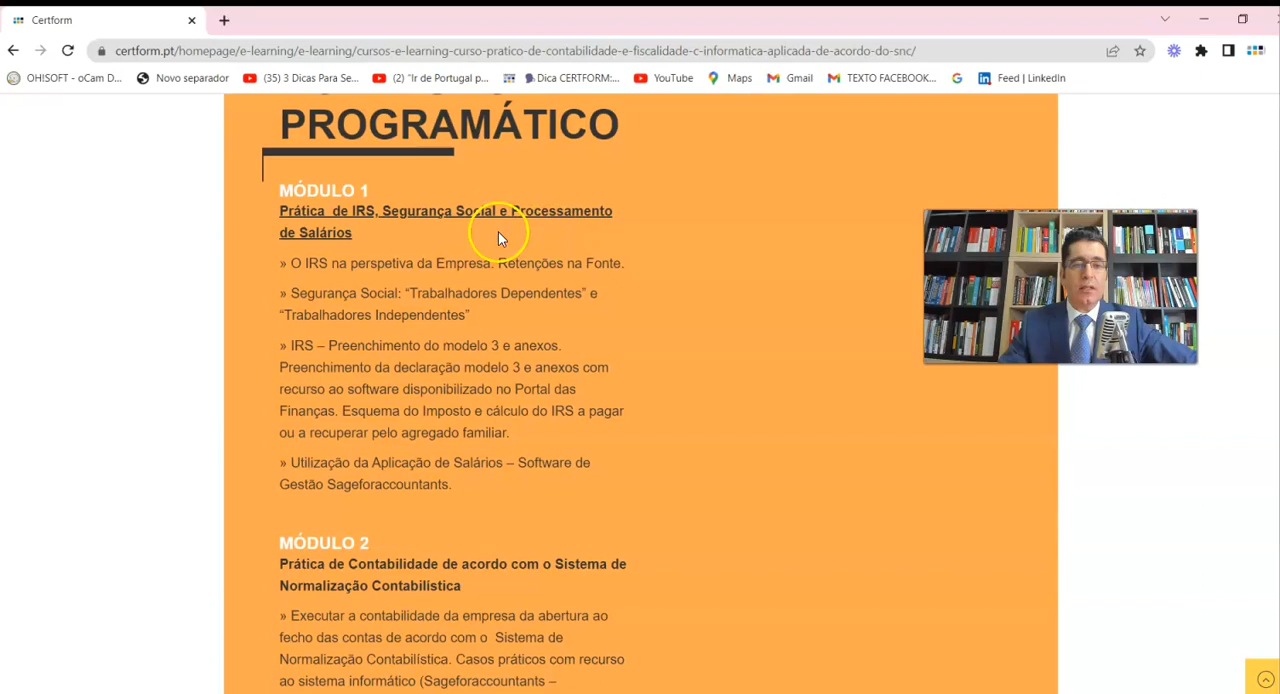 Certform
certform.pt/homepage/e-learning/e-learning/cursos-e-learning-curso-pratico-de-contabilidade-e-fiscalidade-c-informatica-aplicada-de-acordo-do-snc/
OHISOFT - oCam D... Novo separador (35) 3 Dicas Para Se... (2) "Ir de Portugal p... Dica CERTFORM:... YouTube Maps Gmail TEXTO FACEBOOK... Feed | LinkedIn
PROGRAMÁTICO
MÓDULO 1
Prática de IRS, Segurança Social e Processamento
de Salários
» O IRS na perspetiva da Empresa. Retenções na Fonte.
» Segurança Social: “Trabalhadores Dependentes” e
“Trabalhadores Independentes”
» IRS – Preenchimento do modelo 3 e anexos.
Preenchimento da declaração modelo 3 e anexos com
recurso ao software disponibilizado no Portal das
Finanças. Esquema do Imposto e cálculo do IRS a pagar
ou a recuperar pelo agregado familiar.
» Utilização da Aplicação de Salários – Software de
Gestão Sageforaccountants.
MÓDULO 2
Prática de Contabilidade de acordo com o Sistema de
Normalização Contabilística
» Executar a contabilidade da empresa da abertura ao
fecho das contas de acordo com o Sistema de
Normalização Contabilística. Casos práticos com recurso
ao sistema informático (Sageforaccountants –